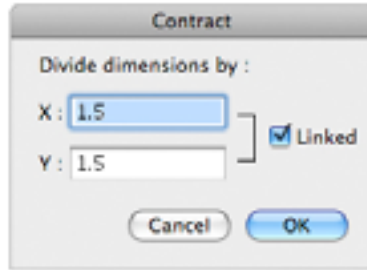 Contract
Divide dimensions by :
X : 1.5
Linked
Y : 1.5
Cancel OK